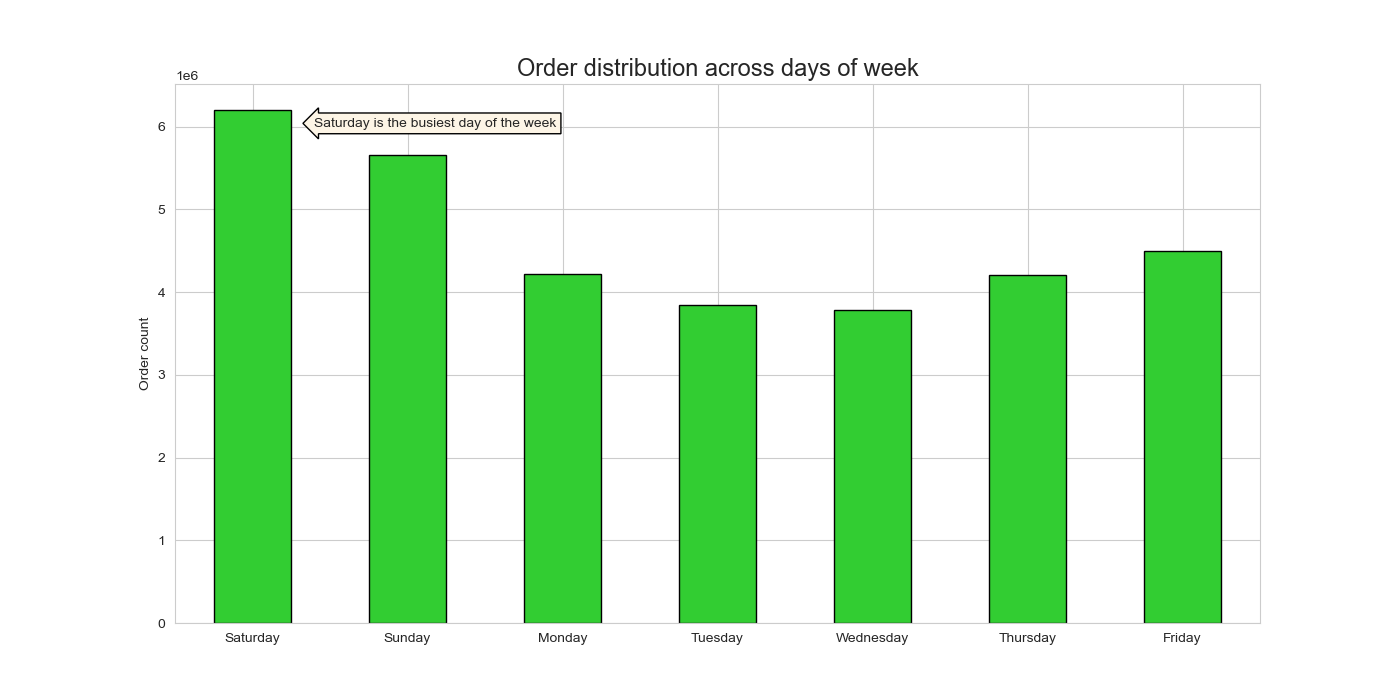 Order distribution across days of week
1e6
Saturday is the busiest day of the week
6
5
4
3
2
1
0
Order count
Saturday
Sunday
Monday
Tuesday
Wednesday
Thursday
Friday